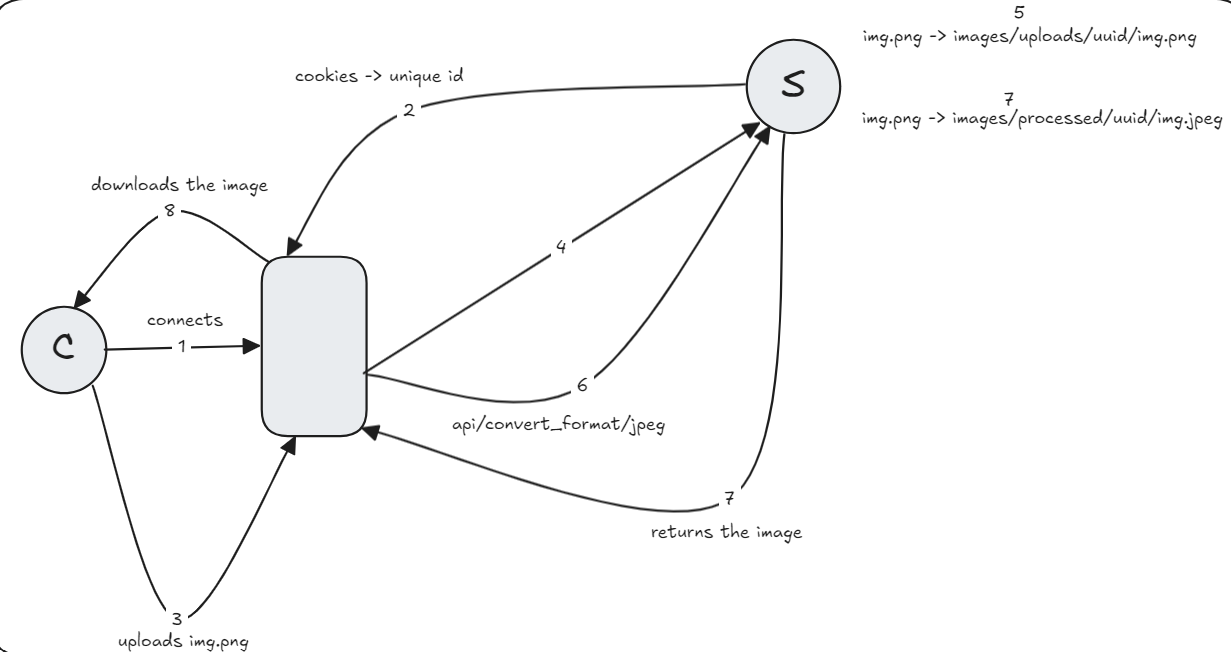 5
img.png -> images/uploads/uuid/img.png
cookies -> unique id
S
2
7
img.png -> images/processed/uuid/img.jpeg
downloads the image
8
4
connects
C
1
6
api/convert_format/jpeg
7
returns the image
3
uploads img.png